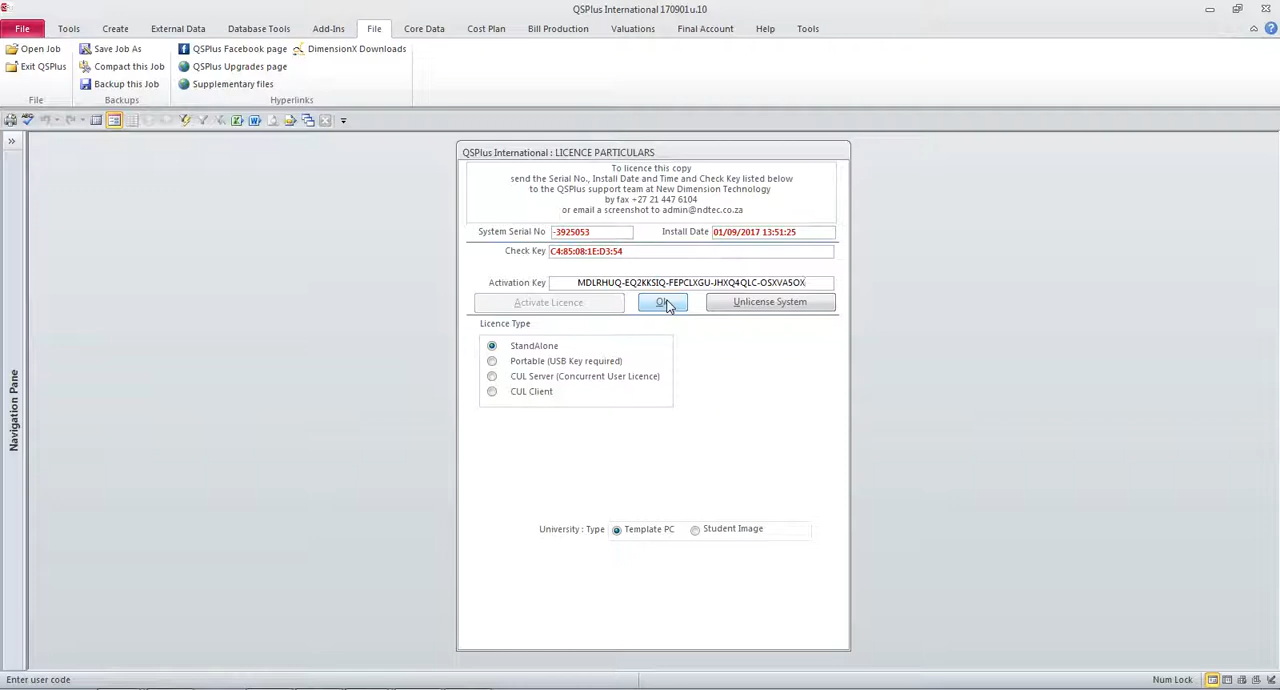 QSPlus International 170901u.10
File Tools Create External Data Database Tools Add-Ins File Core Data Cost Plan Bill Production Valuations Final Account Help Tools
Open Job Save Job As QSPlus Facebook page DimensionX Downloads
Exit QSPlus Compact this Job QSPlus Upgrades page
Backup this Job Supplementary files
File Backups Hyperlinks
QSPlus International : LICENCE PARTICULARS
To licence this copy
send the Serial No., Install Date and Time and Check Key listed below
to the QSPlus support team at New Dimension Technology
by fax +27 21 447 6104
or email a screenshot to admin@ndtec.co.za
System Serial No -3925053 Install Date 01/09/2017 13:51:25
Check Key C4:85:08:1E:D3:54
Activation Key MDLRHUQ-EQ2KKSIQ-FEPCLXGU-JHXQ4QLC-OSXVA5OX
Activate Licence Unlicense System
Licence Type
StandAlone
Portable (USB Key required)
CUL Server (Concurrent User Licence)
CUL Client
University : Type Template PC Student Image
Navigation Pane
Enter user code Num Lock